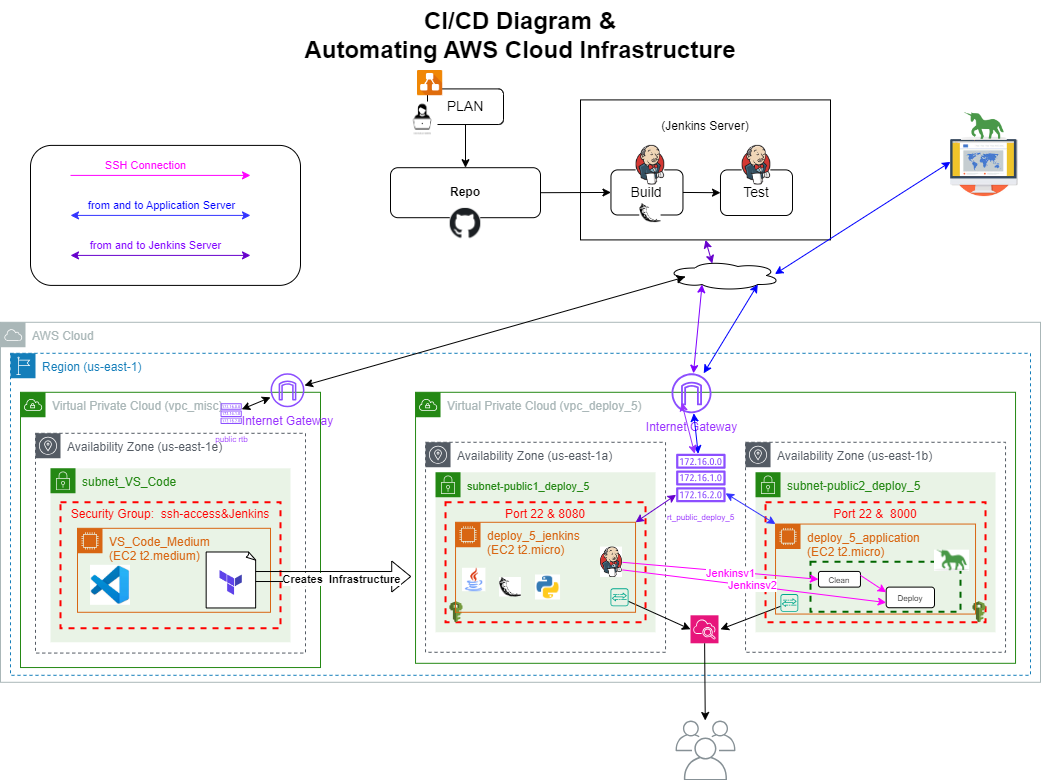 CI/CD Diagram &
Automating AWS Cloud Infrastructure
PLAN
(Jenkins Server)
SSH Connection
from and to Application Server
from and to Jenkins Server
Repo
Build
Test
AWS Cloud
Region (us-east-1)
Virtual Private Cloud (vpc_misc)
Internet Gateway
public rtb
Availability Zone (us-east-1e)
subnet_VS_Code
Security Group: ssh-access&Jenkins
VS_Code_Medium
(EC2 t2.medium)
Creates Infrastructure
Virtual Private Cloud (vpc_deploy_5)
Internet Gateway
172.16.0.0
172.16.1.0
172.16.2.0
rt_public_deploy_5
Availability Zone (us-east-1a)
subnet-public1_deploy_5
Port 22 & 8080
deploy_5_jenkins
(EC2 t2.micro)
Availability Zone (us-east-1b)
subnet-public2_deploy_5
Port 22 & 8000
deploy_5_application
(EC2 t2.micro)
Jenkinsv1
Jenkinsv2
Clean
Deploy